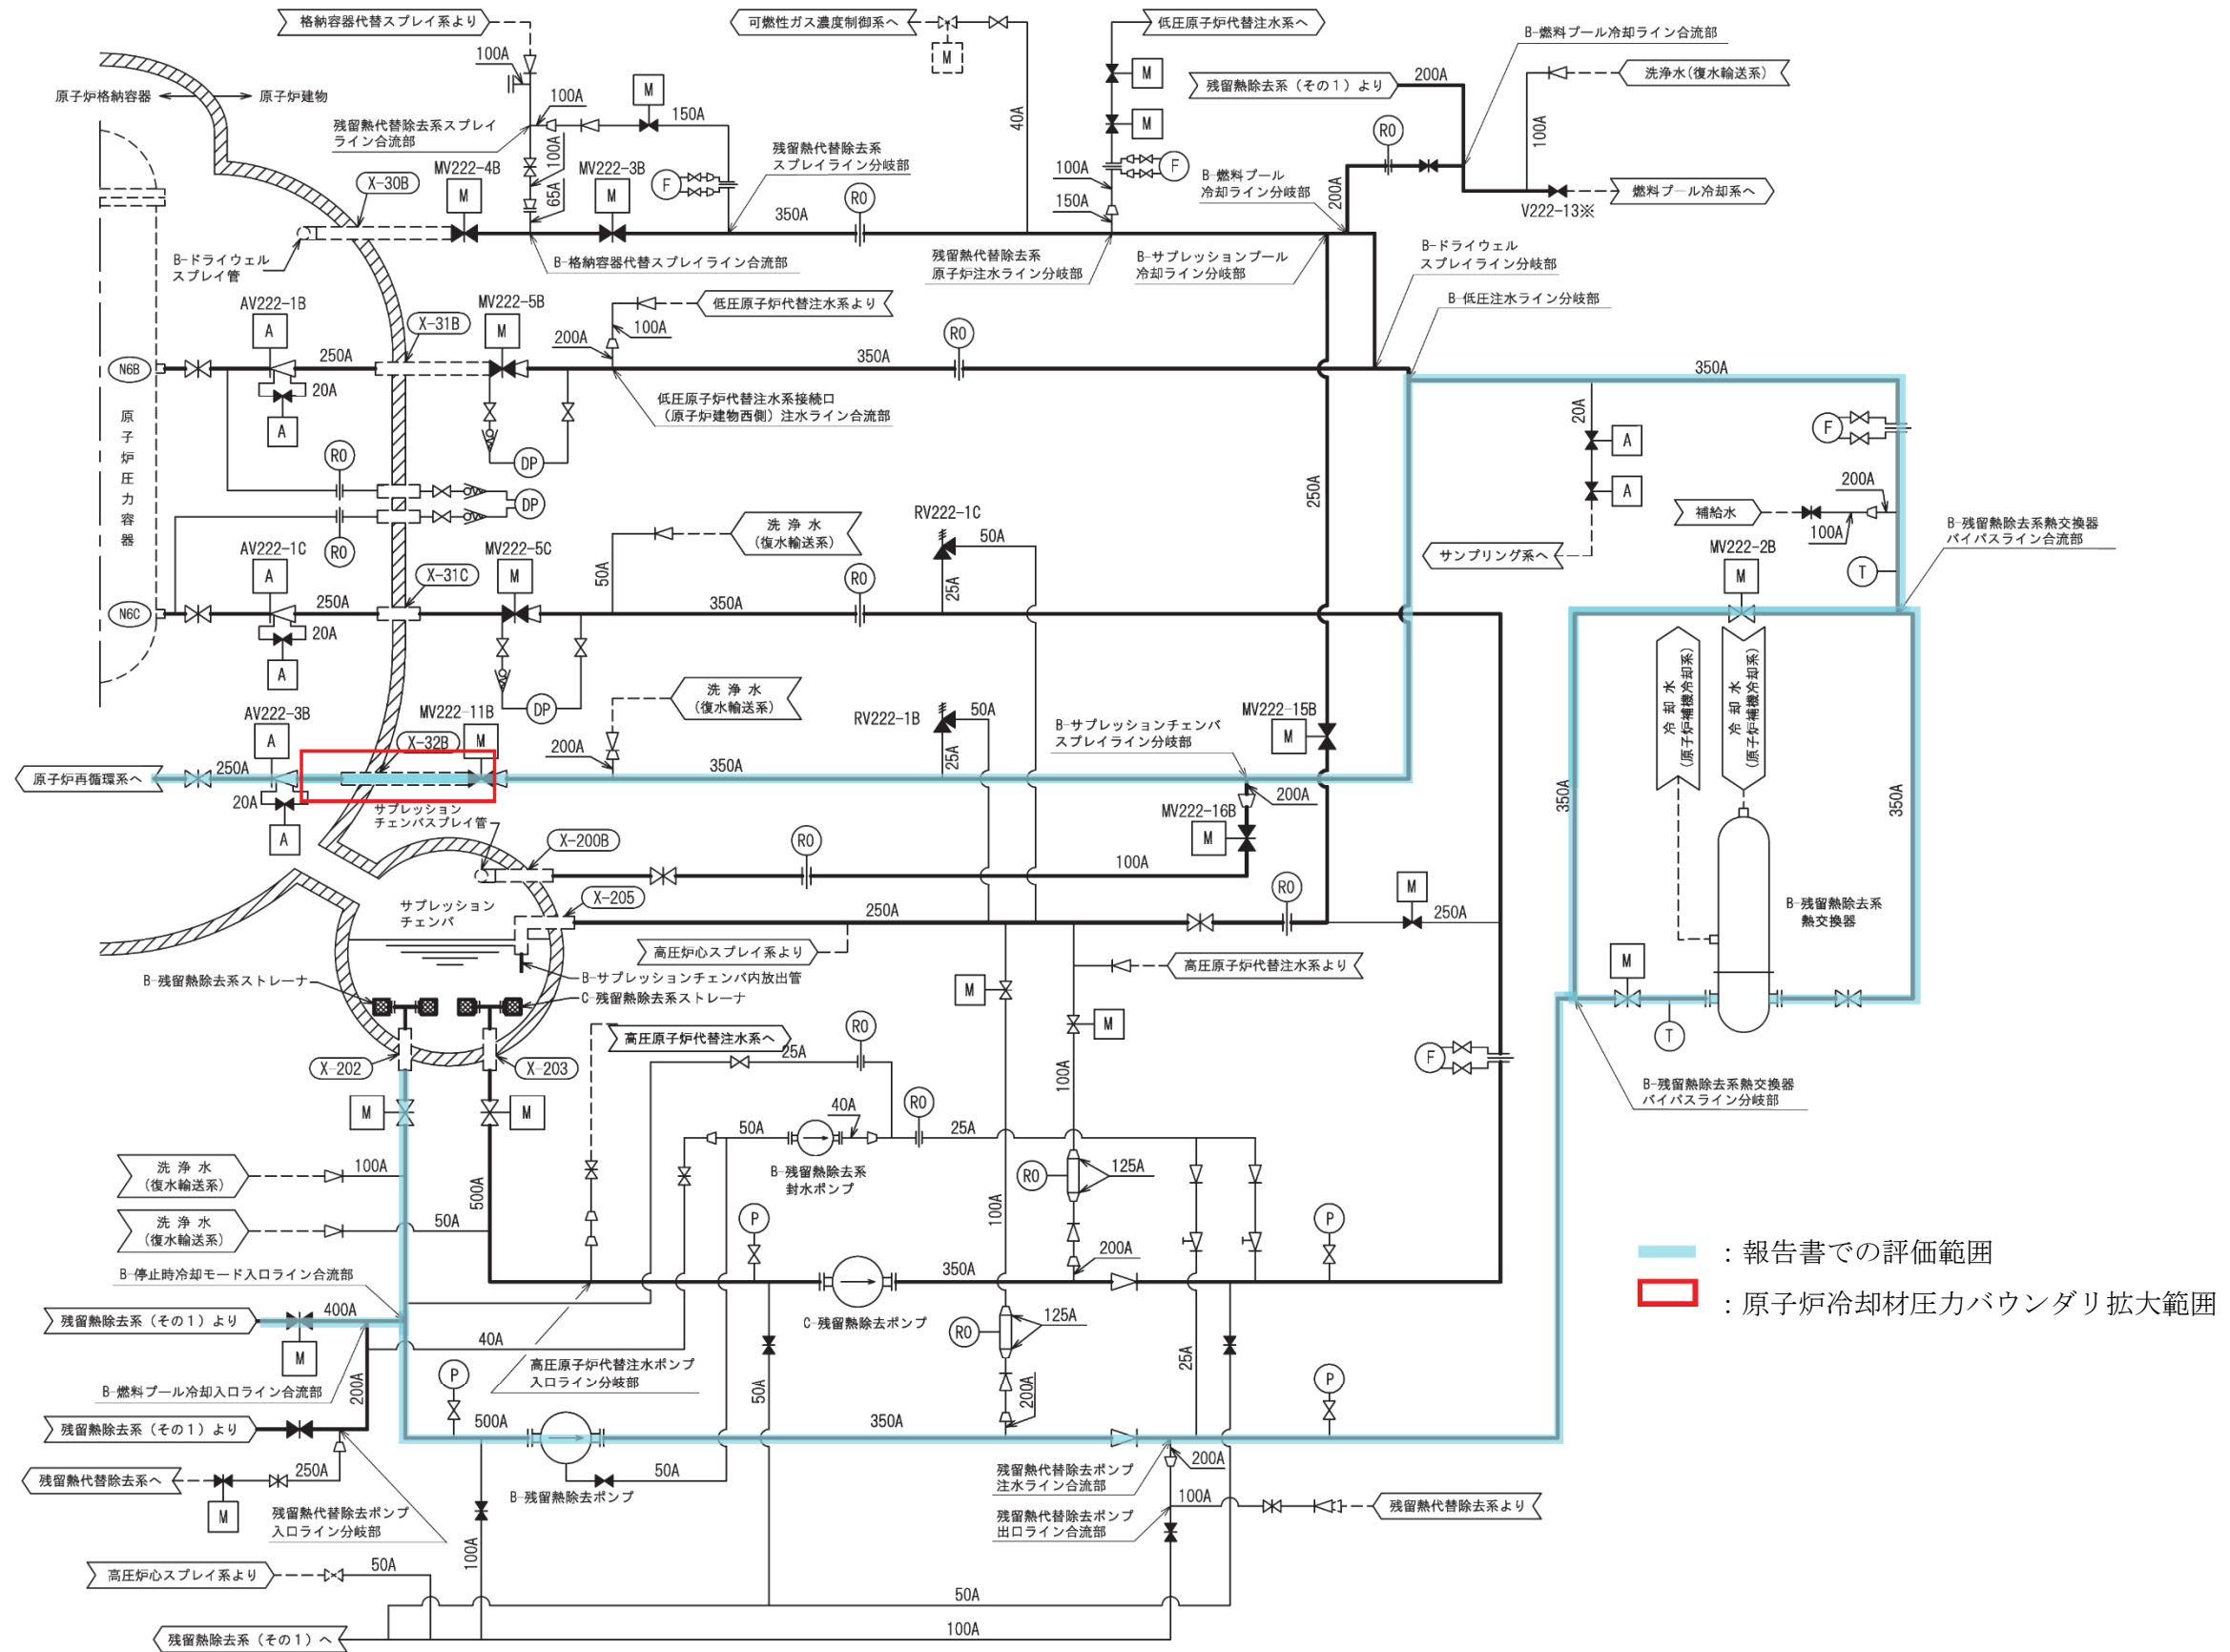 格納容器代替スプレイ系より
可燃性ガス濃度制御系へ
低圧原子炉代替注水系へ
B-燃料プール冷却ライン合流部
100A
M
M
M
残留熱除去系（その１）より
200A
洗浄水(復水輸送系)
原子炉格納容器
原子炉建物
100A
M
150A
40A
M
RO
100A
残留熱代替除去系スプレイ
ライン合流部
100A
残留熱代替除去系
スプレイライン分岐部
100A
F
B-燃料プール
冷却ライン分岐部
200A
燃料プール冷却系へ
V222-13※
MV222-4B
MV222-3B
X-30B
M
65A
M
F
RO
350A
150A
B-ドライウェル
スプレイ管
B-格納容器代替スプレイライン合流部
残留熱代替除去系
原子炉注水ライン分岐部
B-サプレッションプール
冷却ライン分岐部
B-ドライウェル
スプレイライン分岐部
B-低圧注水ライン分岐部
AV222-1B
A
MV222-5B
M
X-31B
低圧原子炉代替注水系より
100A
200A
RO
350A
350A
N6B
250A
20A
A
低圧原子炉代替注水系接続口
（原子炉建物西側）注水ライン合流部
20A
A
A
F
原子炉圧力容器
RO
DP
DP
RO
250A
200A
補給水
100A
B-残留熱除去系熱交換器
バイパスライン合流部
サンプリング系へ
MV222-2B
M
T
AV222-1C
A
MV222-5C
M
X-31C
洗 浄 水
(復水輸送系)
50A
RV222-1C
50A
25A
RO
350A
N6C
250A
20A
A
DP
冷却水
(原子炉補機冷却系)
冷却水
(原子炉補機冷却系)
洗 浄 水
(復水輸送系)
AV222-3B
A
MV222-11B
M
X-32B
RV222-1B
50A
25A
B-サプレッションチェンバ
スプレイライン分岐部
MV222-15B
M
原子炉再循環系へ
250A
200A
350A
20A
A
200A
350A
350A
サプレッション
チェンバスプレイ管
X-200B
RO
MV222-16B
M
100A
サプレッション
チェンバ
X-205
250A
RO
M
250A
B-残留熱除去系
熱交換器
高圧炉心スプレイ系より
高圧原子炉代替注水系より
M
B-残留熱除去系ストレーナ
B-サプレッションチェンバ内放出管
C-残留熱除去系ストレーナ
M
M
T
高圧原子炉代替注水系へ
RO
25A
F
X-202
X-203
100A
B-残留熱除去系熱交換器
バイパスライン分岐部
M
M
40A
RO
50A
25A
洗 浄 水
(復水輸送系)
100A
B-残留熱除去系
封水ポンプ
RO
125A
500A
100A
洗 浄 水
(復水輸送系)
50A
P
P
200A
：報告書での評価範囲
B-停止時冷却モード入口ライン合流部
350A
：原子炉冷却材圧力バウンダリ拡大範囲
残留熱除去系（その１）より
400A
C-残留熱除去ポンプ
RO
125A
40A
M
高圧原子炉代替注水ポンプ
入口ライン分岐部
25A
P
P
B-燃料プール冷却入口ライン合流部
200A
50A
200A
残留熱除去系（その１）より
500A
350A
残留熱代替除去系へ
250A
50A
残留熱代替除去ポンプ
注水ライン合流部
200A
M
B-残留熱除去ポンプ
100A
残留熱代替除去系より
残留熱代替除去ポンプ
入口ライン分岐部
残留熱代替除去ポンプ
出口ライン合流部
100A
高圧炉心スプレイ系より
50A
50A
残留熱除去系（その１）へ
100A